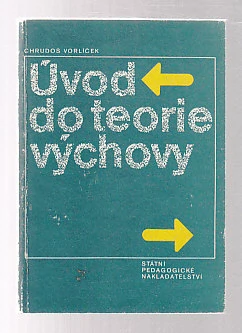 CHRUDOŠ VORLÍČEK
Úvod
do teorie
výchovy
STÁTNÍ
PEDAGOGICKÉ
NAKLADATELSTVÍ